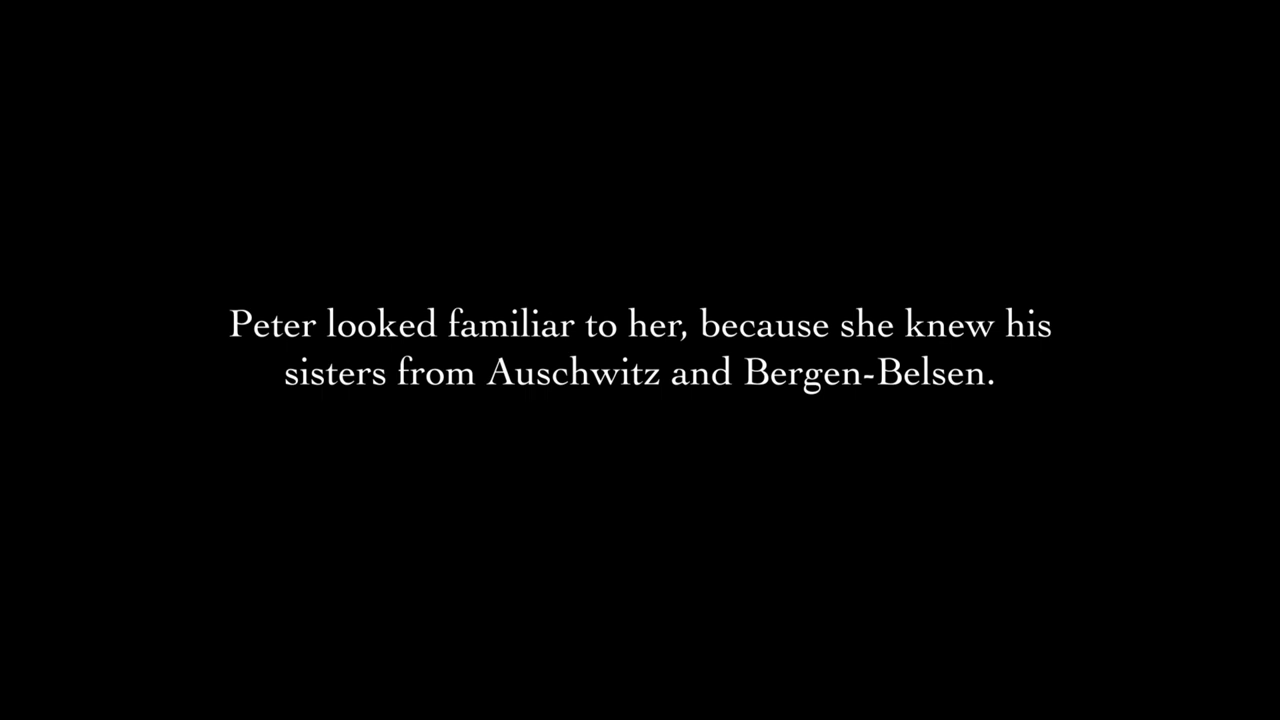 Peter looked familiar to her, because she knew his
sisters from Auschwitz and Bergen-Belsen.